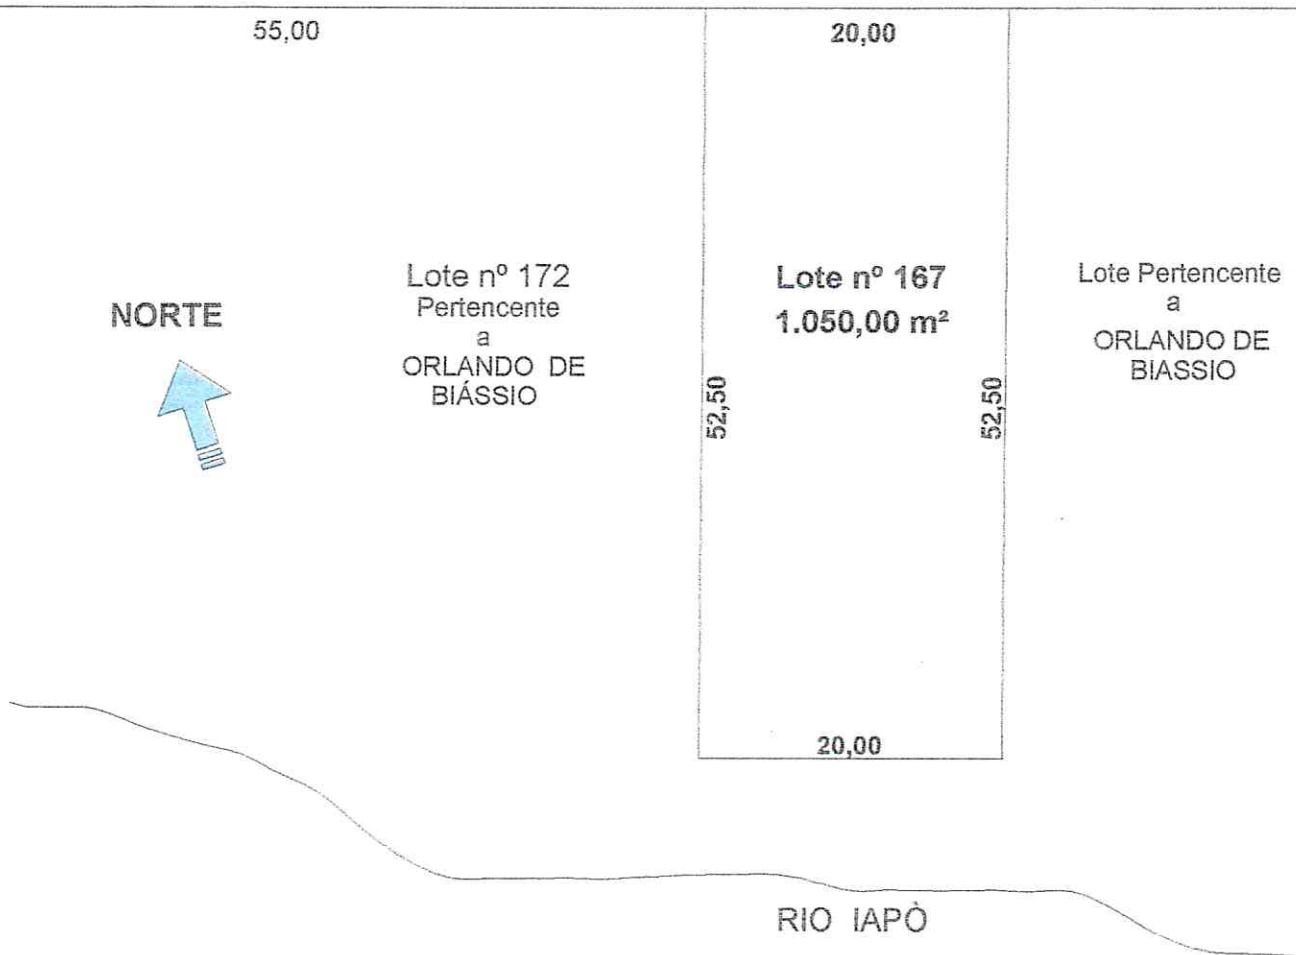 55,00
20,00
NORTE
Lote nº 172
Pertencente
a
ORLANDO DE
BIÁSSIO
Lote nº 167
1.050,00 m²
Lote Pertencente
a
ORLANDO DE
BIASSIO
52,50
52,50
20,00
RIO IAPÒ